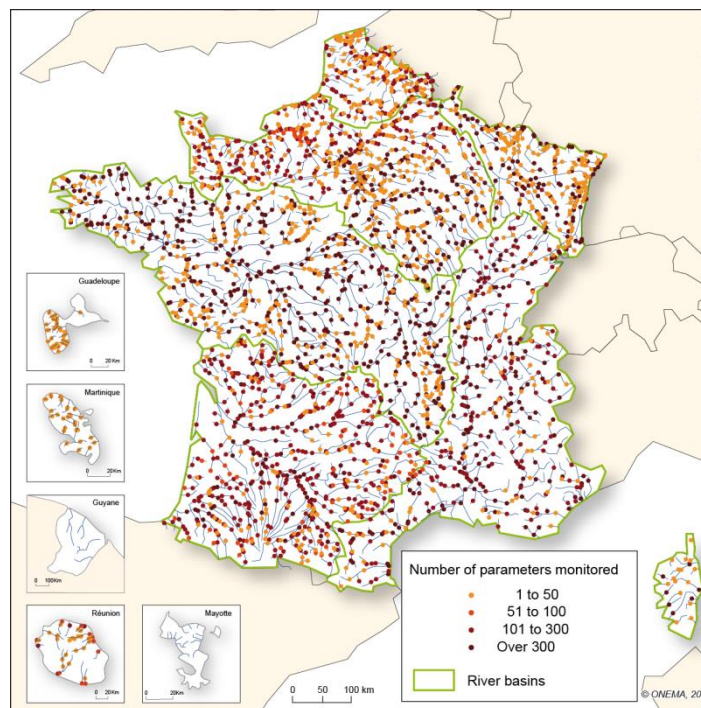 Guadeloupe
0 20 Km
Martinique
0 20Km
Guyane
0 100Km
Réunion
0 20Km
Mayotte
0 20Km
0 50 100 km
Number of parameters monitored
1 to 50
51 to 100
101 to 300
Over 300
River basins
0 20 Km
© ONEMA, 20